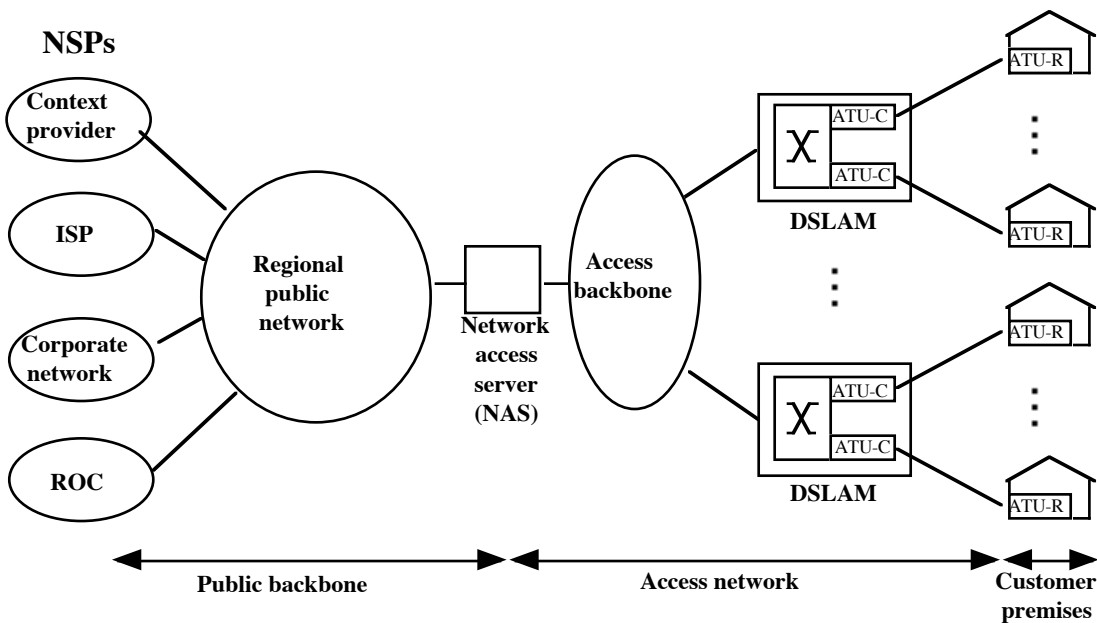 NSPs
Context
provider
ISP
Corporate
network
ROC
Regional
public
network
Network
access
server
(NAS)
Access
backbone
ATU-C
ATU-C
DSLAM
ATU-C
ATU-C
DSLAM
ATU-R
ATU-R
ATU-R
ATU-R
Public backbone
Access network
Customer
premises